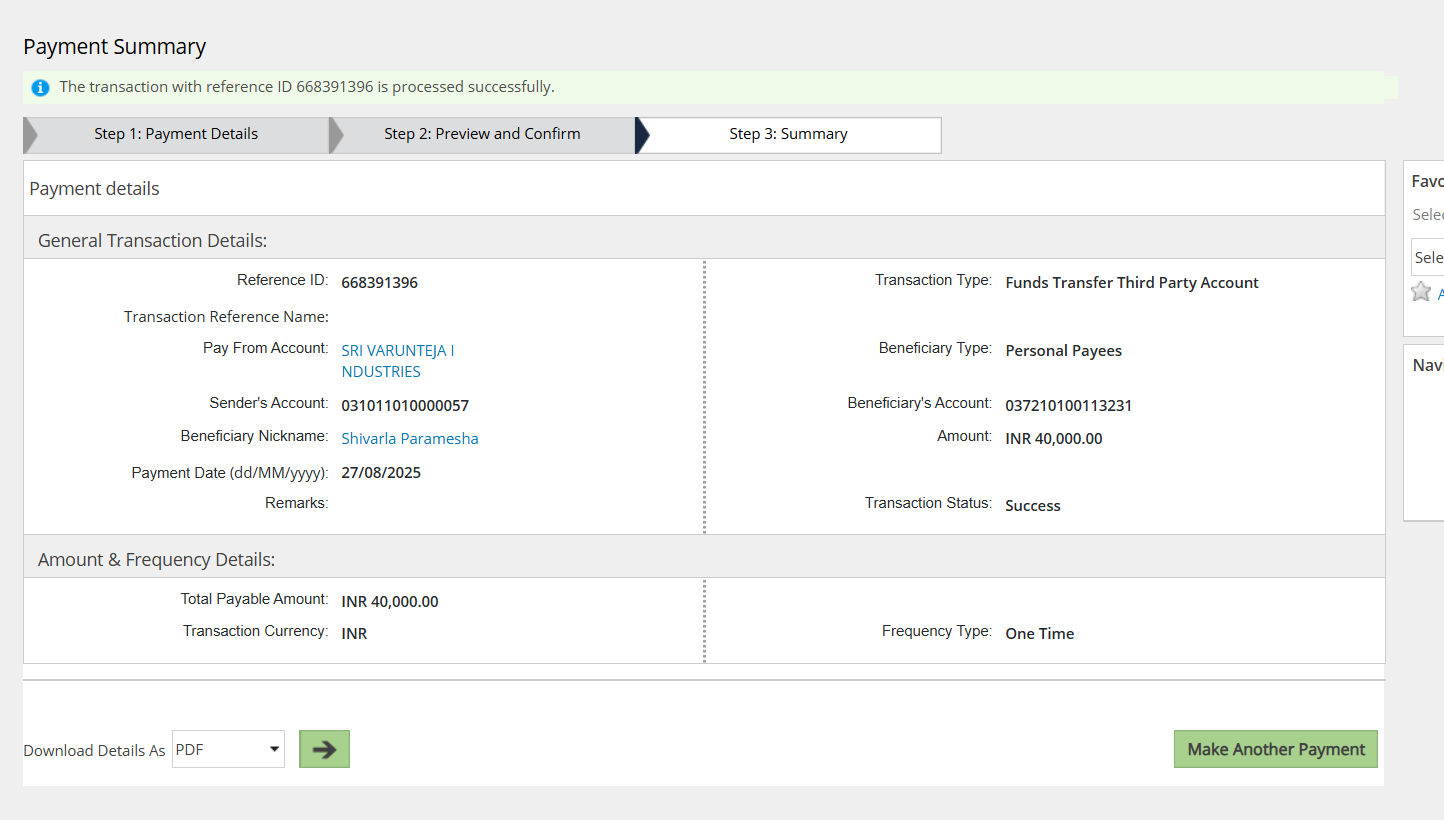 Payment Summary
The transaction with reference ID 668391396 is processed successfully.
Step 1: Payment Details Step 2: Preview and Confirm Step 3: Summary
Payment details
General Transaction Details:
Reference ID: 668391396 Transaction Type: Funds Transfer Third Party Account
Transaction Reference Name:
Pay From Account: SRI VARUNTEJA I Beneficiary Type: Personal Payees
NDUSTRIES
Sender's Account: 031011010000057 Beneficiary's Account: 037210100113231
Beneficiary Nickname: Shivarla Paramesha Amount: INR 40,000.00
Payment Date (dd/MM/yyyy): 27/08/2025
Remarks: Transaction Status: Success
Amount & Frequency Details:
Total Payable Amount: INR 40,000.00
Transaction Currency: INR Frequency Type: One Time
Download Details As PDF Make Another Payment
Favo
Selec
Sele
A
Navi